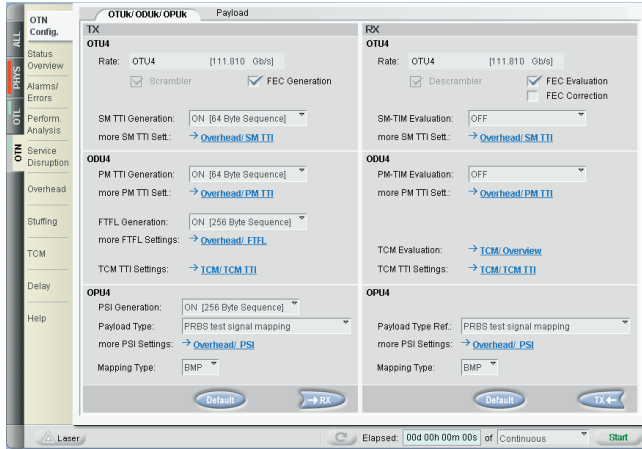 OTUk/ODUk/OPUk Payload
ALL
PHYS
OTL
OTN
OTN
Config.
Status
Overview
Alarms/
Errors
Perform.
Analysis
Service
Disruption
Overhead
Stuffing
TCM
Delay
Help
TX
OTU4
Rate: OTU4 [111.810 Gb/s]
Scrambler FEC Generation
SM TTI Generation: ON [64 Byte Sequence]
more SM TTI Sett.: → Overhead/ SM TTI
ODU4
PM TTI Generation: ON [64 Byte Sequence]
more PM TTI Sett.: → Overhead/ PM TTI
FTFL Generation: ON [256 Byte Sequence]
more FTFL Settings: → Overhead/ FTFL
TCM TTI Settings: → TCM/ TCM TTI
OPU4
PSI Generation: ON [256 Byte Sequence]
Payload Type: PRBS test signal mapping
more PSI Settings: → Overhead/ PSI
Mapping Type: BMP
Default → RX
RX
OTU4
Rate: OTU4 [111.810 Gb/s]
Descrambler FEC Evaluation
FEC Correction
SM-TIM Evaluation: OFF
more SM TTI Sett.: → Overhead/ SM TTI
ODU4
PM-TIM Evaluation: OFF
more PM TTI Sett.: → Overhead/ PM TTI
TCM Evaluation: → TCM/ Overview
TCM TTI Settings: → TCM/ TCM TTI
OPU4
Payload Type Ref.: PRBS test signal mapping
more PSI Settings: → Overhead/ PSI
Mapping Type: BMP
Default TX ←
Laser Elapsed: 00d 00h 00m 00s of Continuous Start